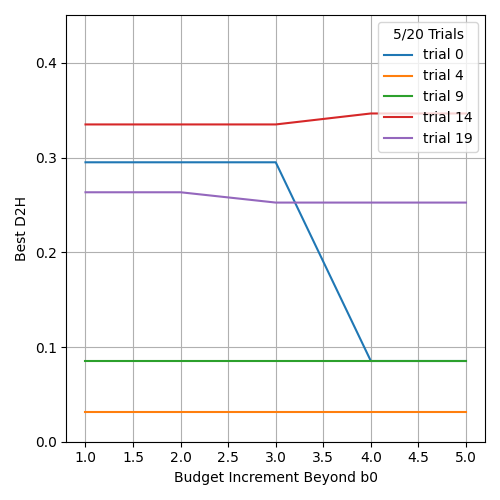 5/20 Trials
trial 0
trial 4
trial 9
trial 14
trial 19
Best D2H
0.4
0.3
0.2
0.1
0.0
1.0 1.5 2.0 2.5 3.0 3.5 4.0 4.5 5.0
Budget Increment Beyond b0